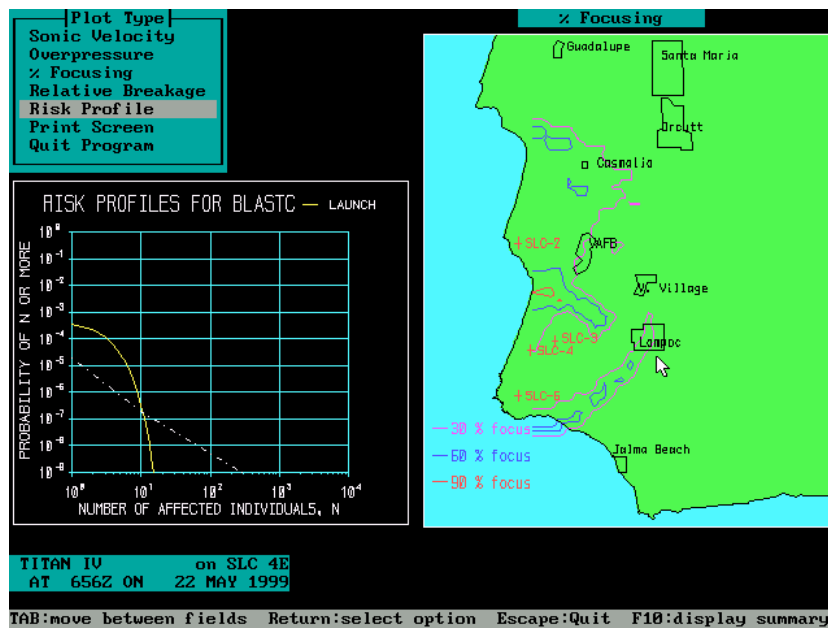 Plot Type
Sonic Velocity
Overpressure
% Focusing
Relative Breakage
Risk Profile
Print Screen
Quit Program
RISK PROFILES FOR BLASTC — LAUNCH
PROBABILITY OF N OR MORE
10⁰
10⁻¹
10⁻²
10⁻³
10⁻⁴
10⁻⁵
10⁻⁶
10⁻⁷
10⁻⁸
10⁻⁹
10⁰ 10¹ 10² 10³ 10⁴
NUMBER OF AFFECTED INDIVIDUALS, N
% Focusing
Guadalupe
Santa Maria
Orcutt
Casmalia
SLC-2
VAFB
V. Village
SLC-3
Lompoc
SLC-4
SLC-6
30 % focus
60 % focus
90 % focus
Jalma Beach
TITAN IV on SLC 4E
AT 656Z ON 22 MAY 1999
TAB:move between fields Return:select option Escape:Quit F10:display summary